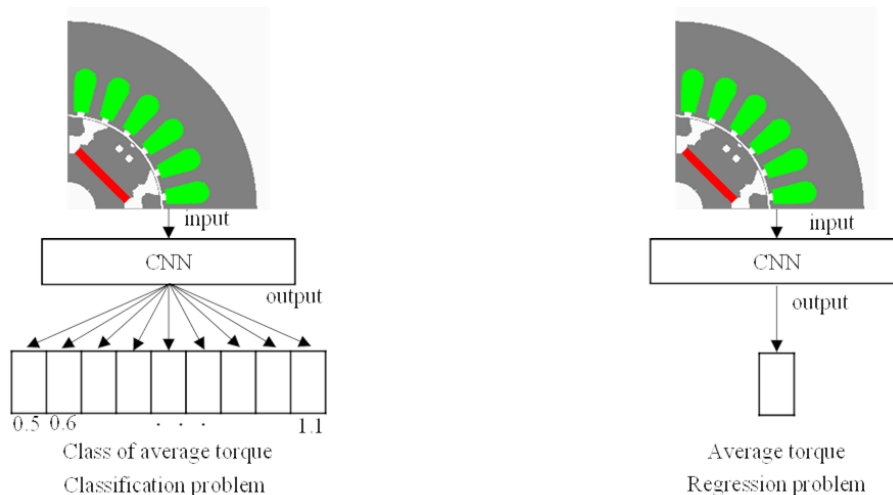 input
CNN
output
0.5 0.6 . . . 1.1
Class of average torque
Classification problem
input
CNN
output
Average torque
Regression problem